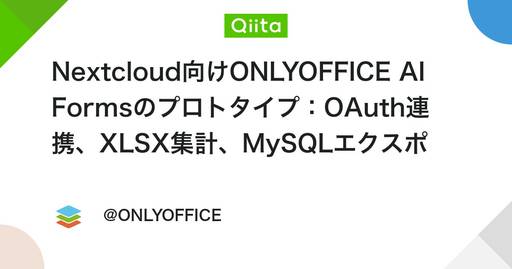 Qiita
Nextcloud向けONLYOFFICE AI
Formsのプロトタイプ：OAuth連
携、XLSX集計、MySQLエクスポ
@ONLYOFFICE